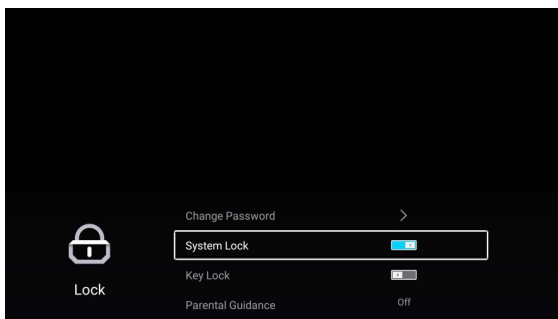 Change Password
System Lock
Key Lock
Lock
Parental Guidance Off